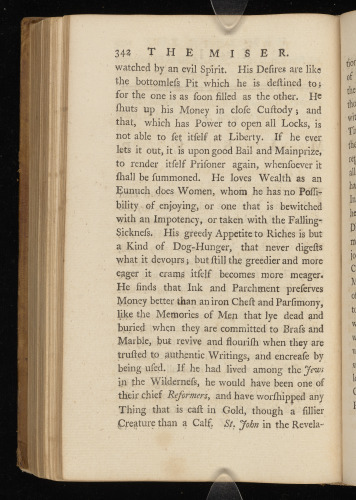 342 THE MISER.
watched by an evil Spirit. His Desires are like
the bottomless Pit which he is destined to;
for the one is as soon filled as the other. He
shuts up his Money in close Custody; and
that, which has Power to open all Locks, is
not able to set itself at Liberty. If he ever
lets it out, it is upon good Bail and Mainprize,
to render itself Prisoner again, whensoever it
shall be summoned. He loves Wealth as an
Eunuch does Women, whom he has no Possi-
bility of enjoying, or one that is bewitched
with an Impotency, or taken with the Falling-
Sickness. His greedy Appetite to Riches is but
a Kind of Dog-Hunger, that never digests
what it devours; but still the greedier and more
eager it crams itself becomes more meager.
He finds that Ink and Parchment preserves
Money better than an iron Chest and Parsimony,
like the Memories of Men that lye dead and
buried when they are committed to Brass and
Marble, but revive and flourish when they are
trusted to authentic Writings, and encrease by
being used. If he had lived among the Jews
in the Wilderness, he would have been one of
their chief Reformers, and have worshipped any
Thing that is cast in Gold, though a sillier
Creature than a Calf. St. John in the Revela-